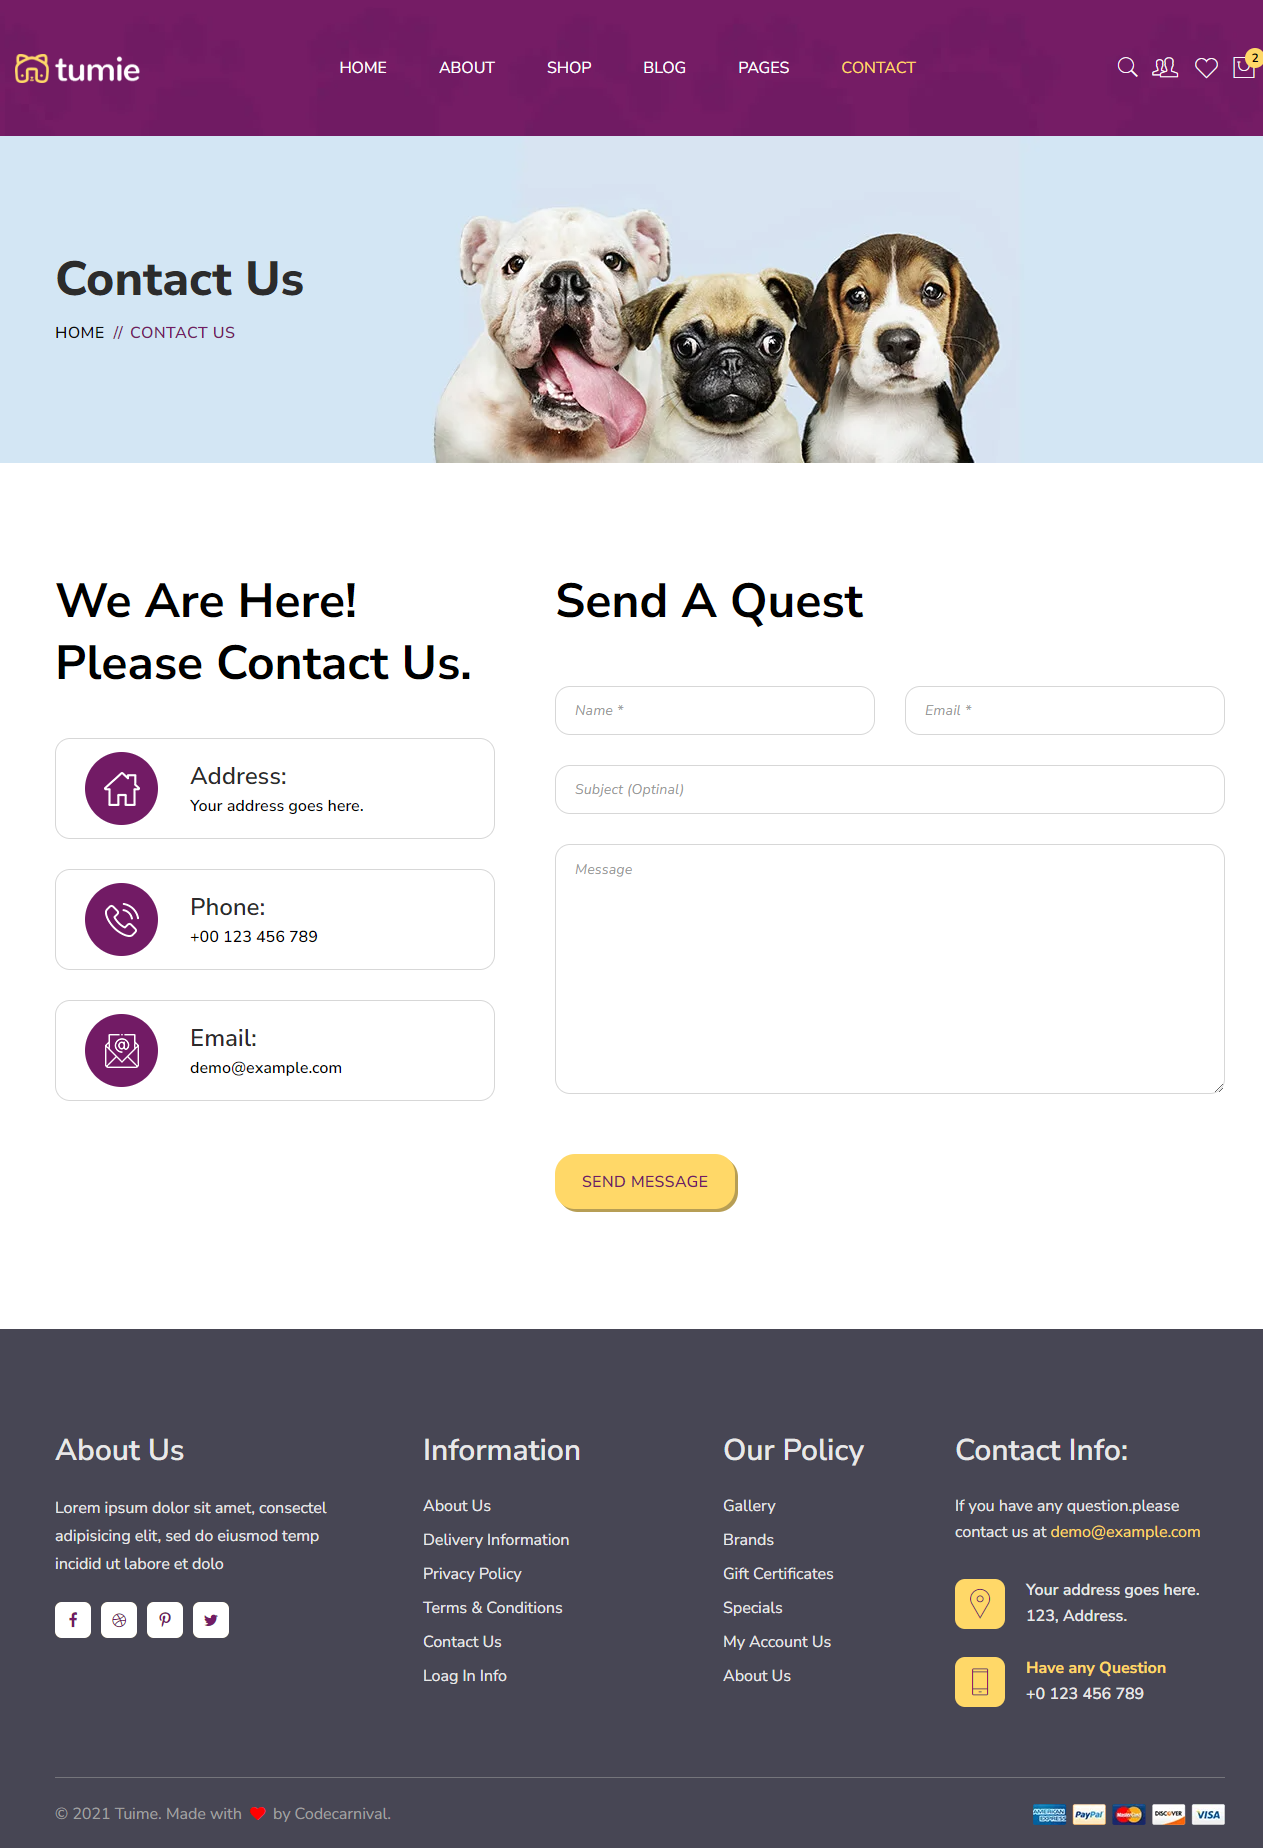 tumie
HOME ABOUT SHOP BLOG PAGES CONTACT
2
Contact Us
HOME // CONTACT US
We Are Here!
Please Contact Us.
Address:
Your address goes here.
Phone:
+00 123 456 789
Email:
demo@example.com
Send A Quest
Name * Email *
Subject (Optinal)
Message
SEND MESSAGE
About Us
Lorem ipsum dolor sit amet, consectel
adipisicing elit, sed do eiusmod temp
incidid ut labore et dolo
Information
About Us
Delivery Information
Privacy Policy
Terms & Conditions
Contact Us
Loag In Info
Our Policy
Gallery
Brands
Gift Certificates
Specials
My Account Us
About Us
Contact Info:
If you have any question.please
contact us at demo@example.com
Your address goes here.
123, Address.
Have any Question
+0 123 456 789
© 2021 Tuime. Made with ❤ by Codecarnival.
AMERICAN EXPRESS PayPal MasterCard DISCOVER VISA